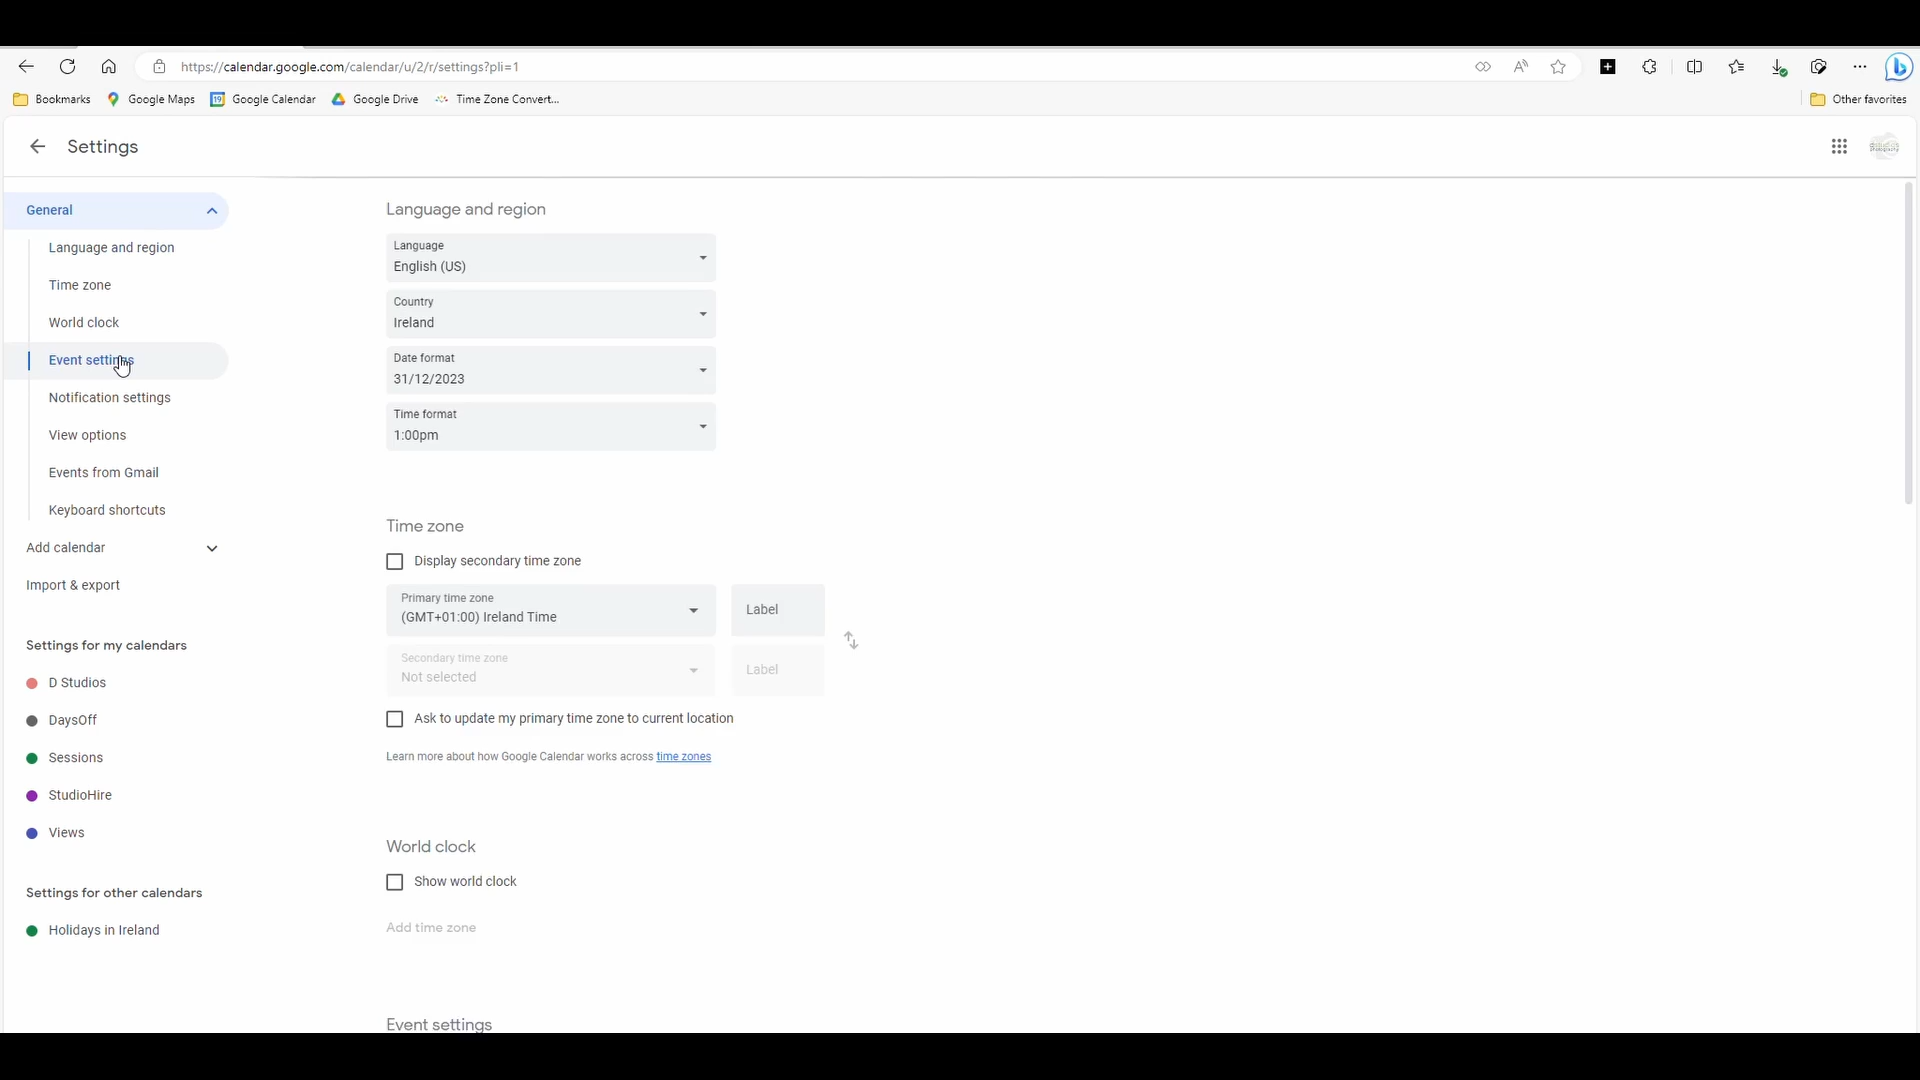 https://calendar.google.com/calendar/u/2/r/settings?pli=1
Bookmarks Google Maps Google Calendar Google Drive Time Zone Convert... Other favorites
Settings
General
Language and region
Time zone
World clock
Event settings
Notification settings
View options
Events from Gmail
Keyboard shortcuts
Add calendar
Import & export
Settings for my calendars
D Studios
DaysOff
Sessions
StudioHire
Views
Settings for other calendars
Holidays in Ireland
Language and region
Language
English (US)
Country
Ireland
Date format
31/12/2023
Time format
1:00pm
Time zone
Display secondary time zone
Primary time zone
(GMT+01:00) Ireland Time
Label
Secondary time zone
Not selected
Label
Ask to update my primary time zone to current location
Learn more about how Google Calendar works across time zones
World clock
Show world clock
Add time zone
Event settings